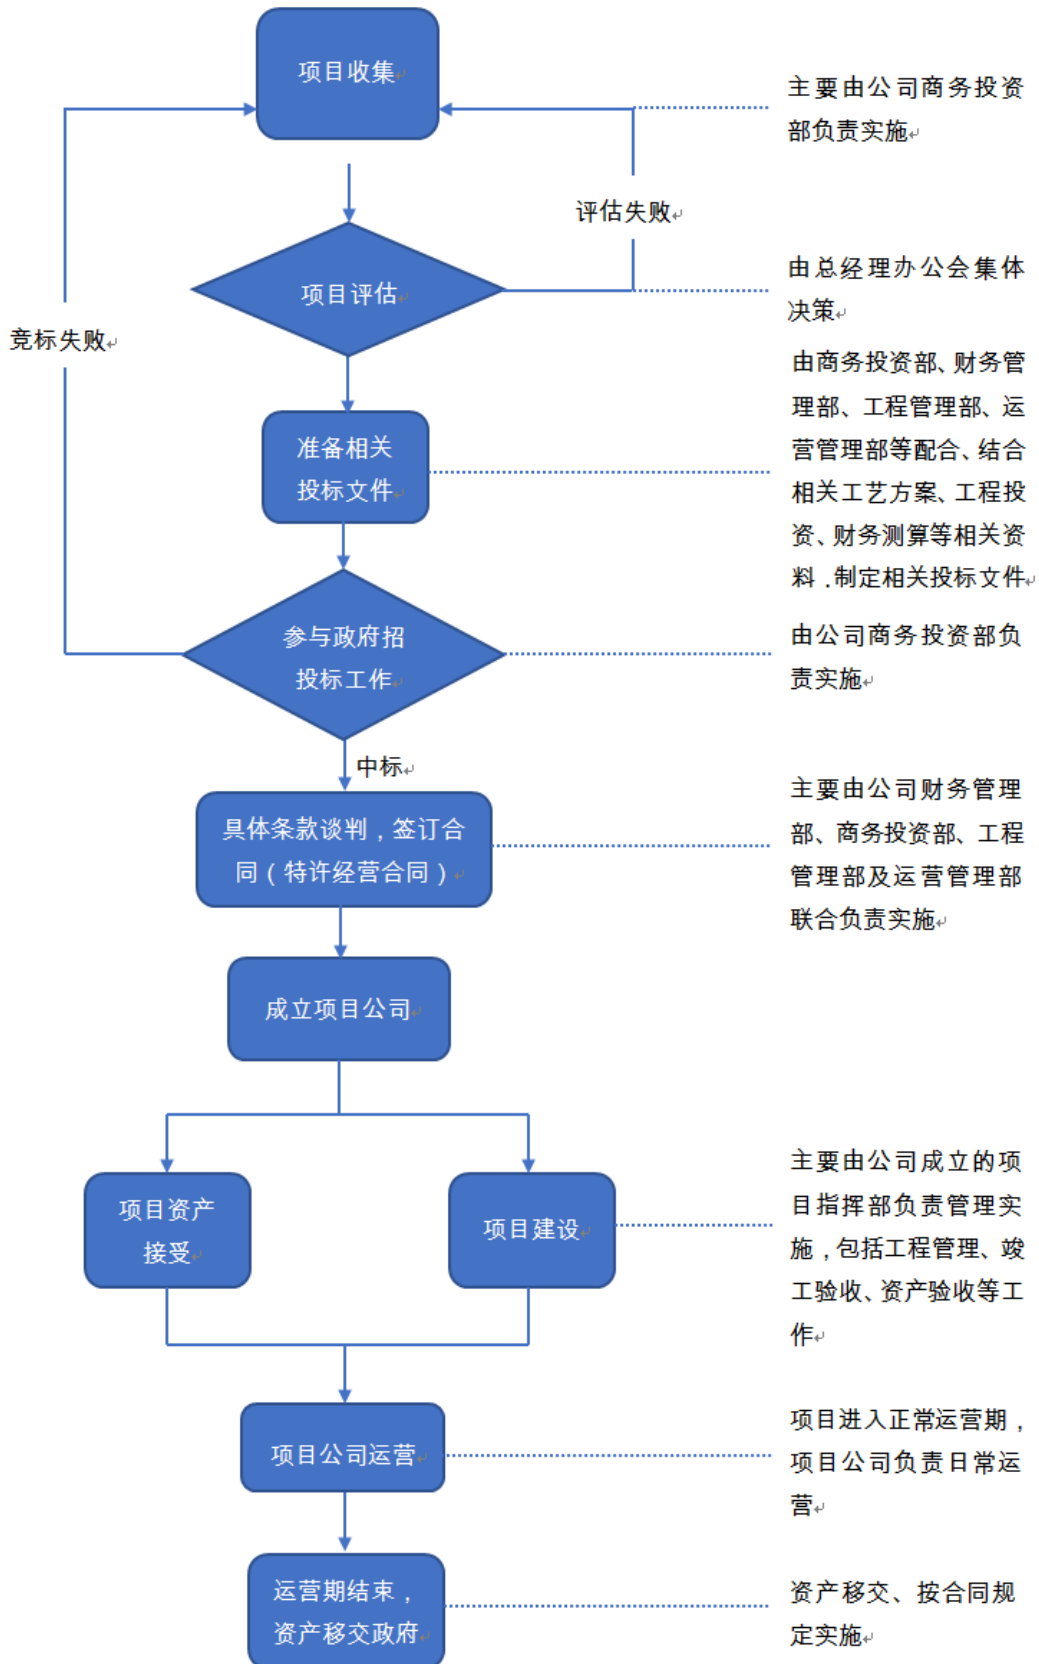 项目收集
主要由公司商务投资
部负责实施
评估失败
项目评估
由总经理办公会集体
决策
竞标失败
准备相关
投标文件
由商务投资部、财务管
理部、工程管理部、运
营管理部等配合、结合
相关工艺方案、工程投
资、财务测算等相关资
料，制定相关投标文件
参与政府招
投标工作
由公司商务投资部负
责实施
中标
具体条款谈判，签订合
同（特许经营合同）
主要由公司财务管理
部、商务投资部、工程
管理部及运营管理部
联合负责实施
成立项目公司
项目资产
接受
项目建设
主要由公司成立的项
目指挥部负责管理实
施，包括工程管理、竣
工验收、资产验收等工
作
项目公司运营
项目进入正常运营期，
项目公司负责日常运
营
运营期结束，
资产移交政府
资产移交、按合同规
定实施